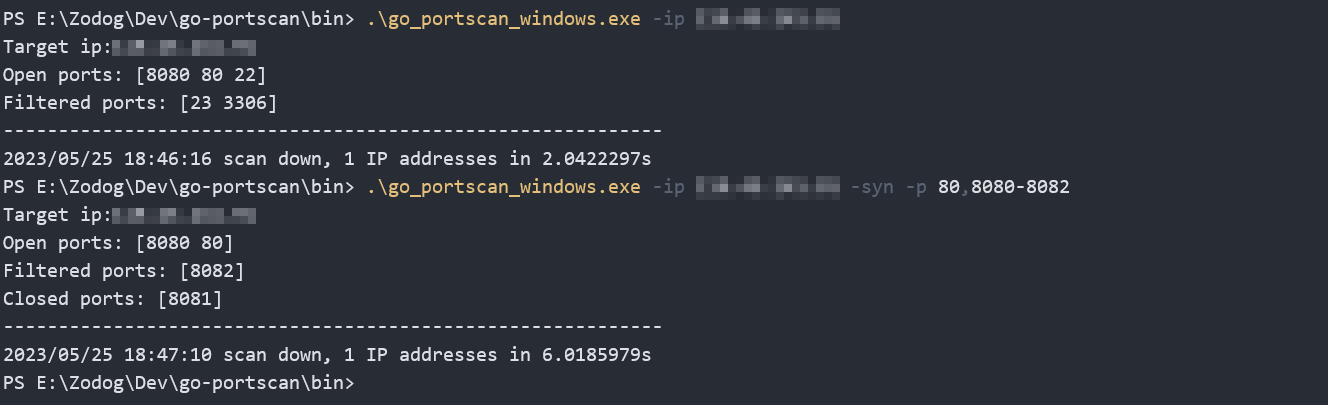 PS E:\Zodog\Dev\go-portscan\bin> .\go_portscan_windows.exe -ip
Target ip:
Open ports: [8080 80 22]
Filtered ports: [23 3306]
------------------------------------------------------------
2023/05/25 18:46:16 scan down, 1 IP addresses in 2.0422297s
PS E:\Zodog\Dev\go-portscan\bin> .\go_portscan_windows.exe -ip -syn -p 80,8080-8082
Target ip:
Open ports: [8080 80]
Filtered ports: [8082]
Closed ports: [8081]
------------------------------------------------------------
2023/05/25 18:47:10 scan down, 1 IP addresses in 6.0185979s
PS E:\Zodog\Dev\go-portscan\bin>